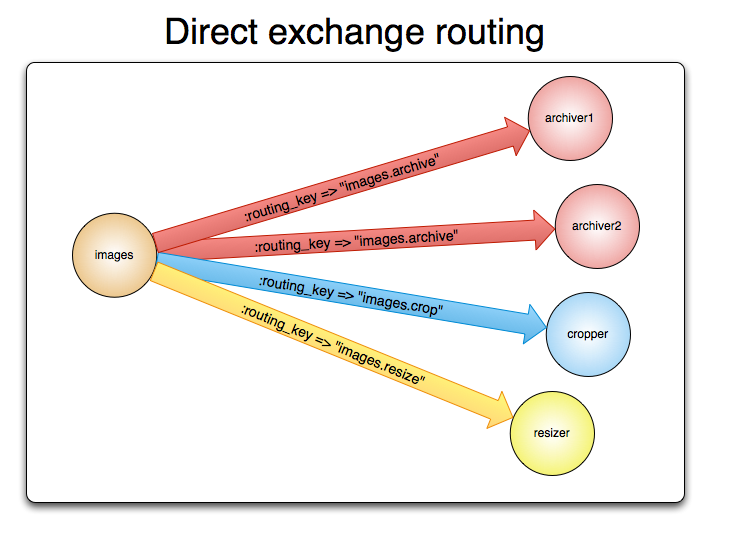 Direct exchange routing
archiver1
:routing_key => "images.archive"
archiver2
:routing_key => "images.archive"
images
:routing_key => "images.crop"
cropper
:routing_key => "images.resize"
resizer